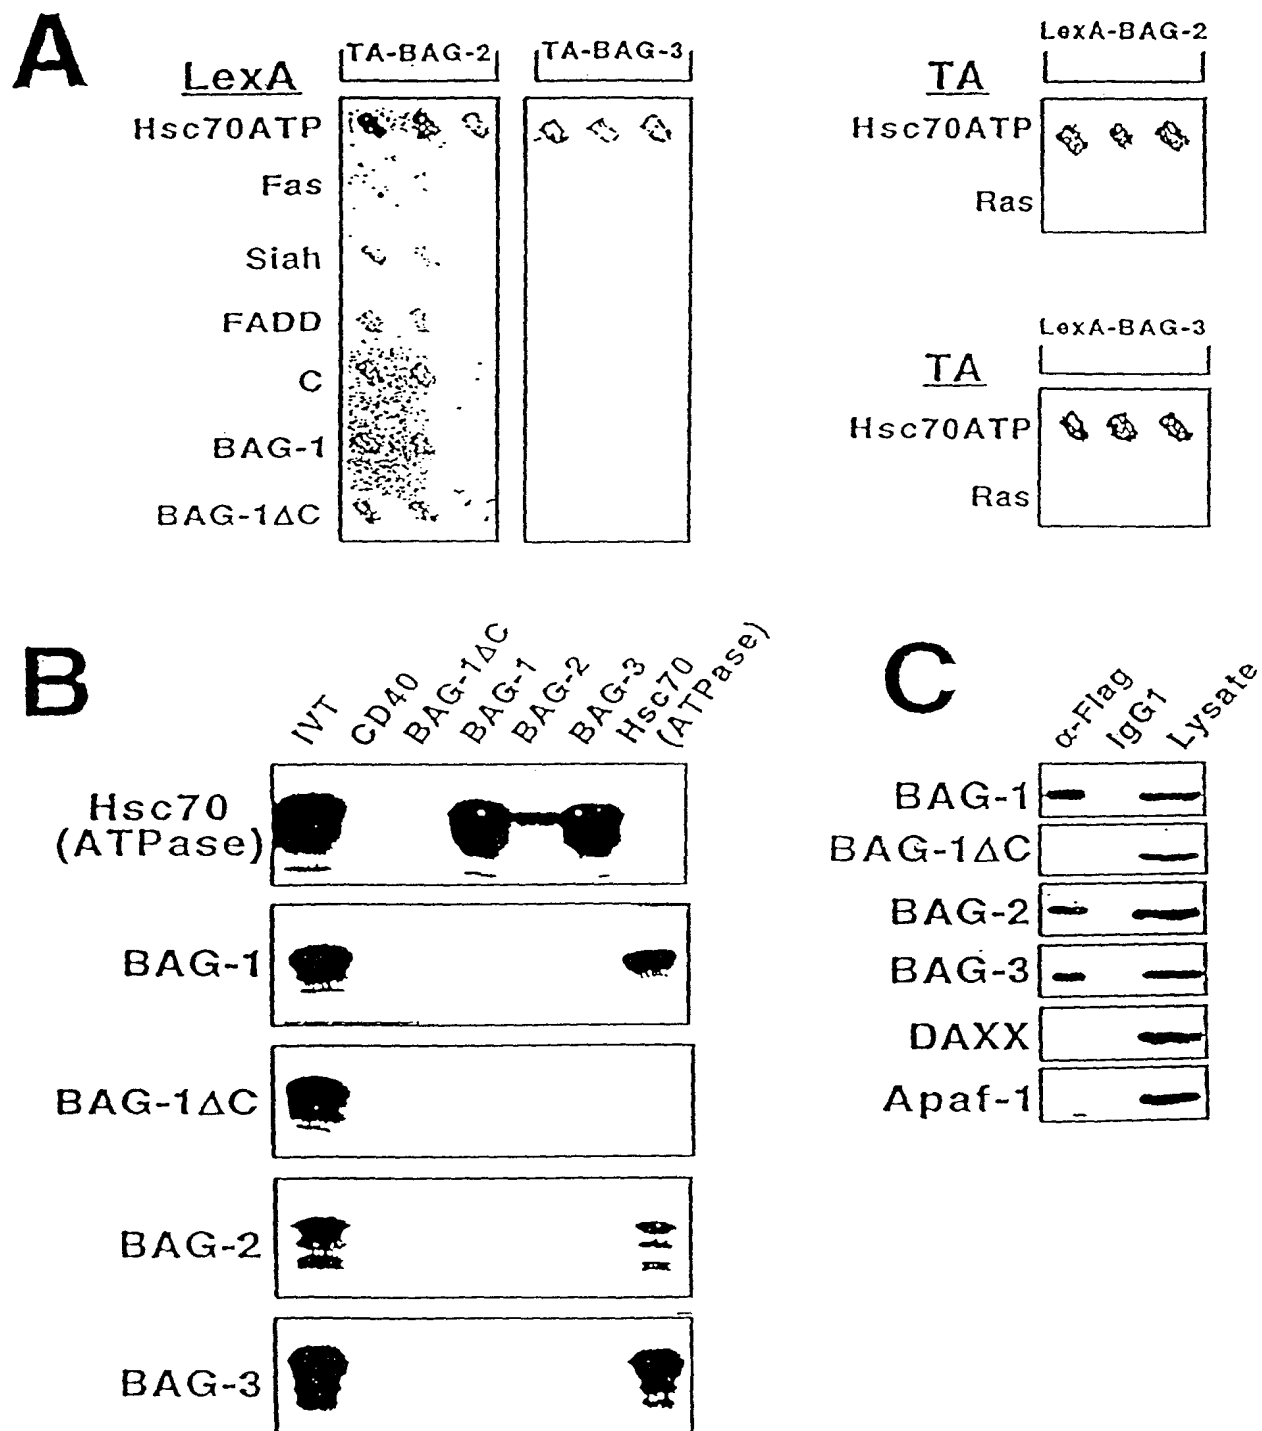 A
LexA
TA-BAG-2
TA-BAG-3
Hsc70ATP
Fas
Siah
FADD
C
BAG-1
BAG-1ΔC
LexA-BAG-2
TA
Hsc70ATP
Ras
LexA-BAG-3
TA
Hsc70ATP
Ras
B
IVT
CD40
BAG-1ΔC
BAG-1
BAG-2
BAG-3
Hsc70
(ATPase)
Hsc70
(ATPase)
BAG-1
BAG-1ΔC
BAG-2
BAG-3
C
α-Flag
IgG1
Lysate
BAG-1
BAG-1ΔC
BAG-2
BAG-3
DAXX
Apaf-1